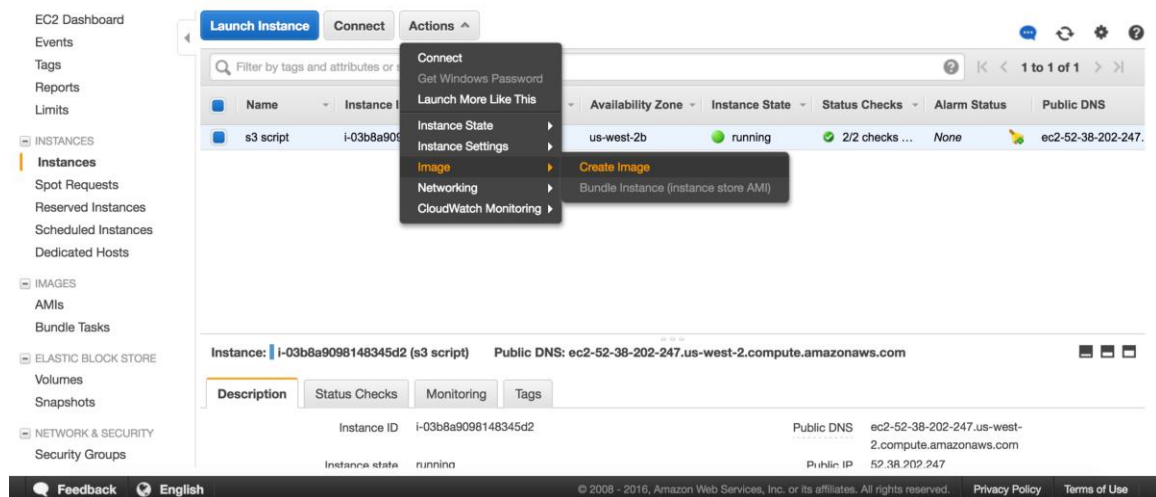 EC2 Dashboard
Events
Tags
Reports
Limits
INSTANCES
Instances
Spot Requests
Reserved Instances
Scheduled Instances
Dedicated Hosts
IMAGES
AMIs
Bundle Tasks
ELASTIC BLOCK STORE
Volumes
Snapshots
NETWORK & SECURITY
Security Groups
Launch Instance Connect Actions
Filter by tags and attributes or 1 to 1 of 1
Connect
Get Windows Password
Launch More Like This
Instance State
Instance Settings
Image
Networking
CloudWatch Monitoring
Create Image
Bundle Instance (instance store AMI)
Name Instance Availability Zone Instance State Status Checks Alarm Status Public DNS
s3 script i-03b8a909 us-west-2b running 2/2 checks ... None ec2-52-38-202-247.
Instance: i-03b8a9098148345d2 (s3 script) Public DNS: ec2-52-38-202-247.us-west-2.compute.amazonaws.com
Description Status Checks Monitoring Tags
Instance ID i-03b8a9098148345d2 Public DNS ec2-52-38-202-247.us-west-
2.compute.amazonaws.com
Instance state running Public IP 52.38.202.247
Feedback English © 2008 - 2016, Amazon Web Services, Inc. or its affiliates. All rights reserved. Privacy Policy Terms of Use